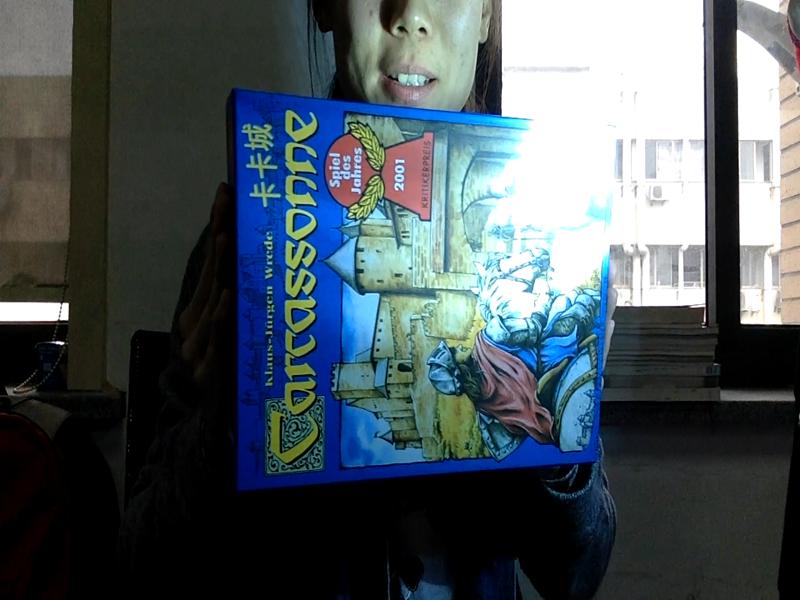 卡卡城
Klaus-Jürgen Wrede
Carcassonne
Spiel
des
Jahres
2001
KRITIKERPREIS